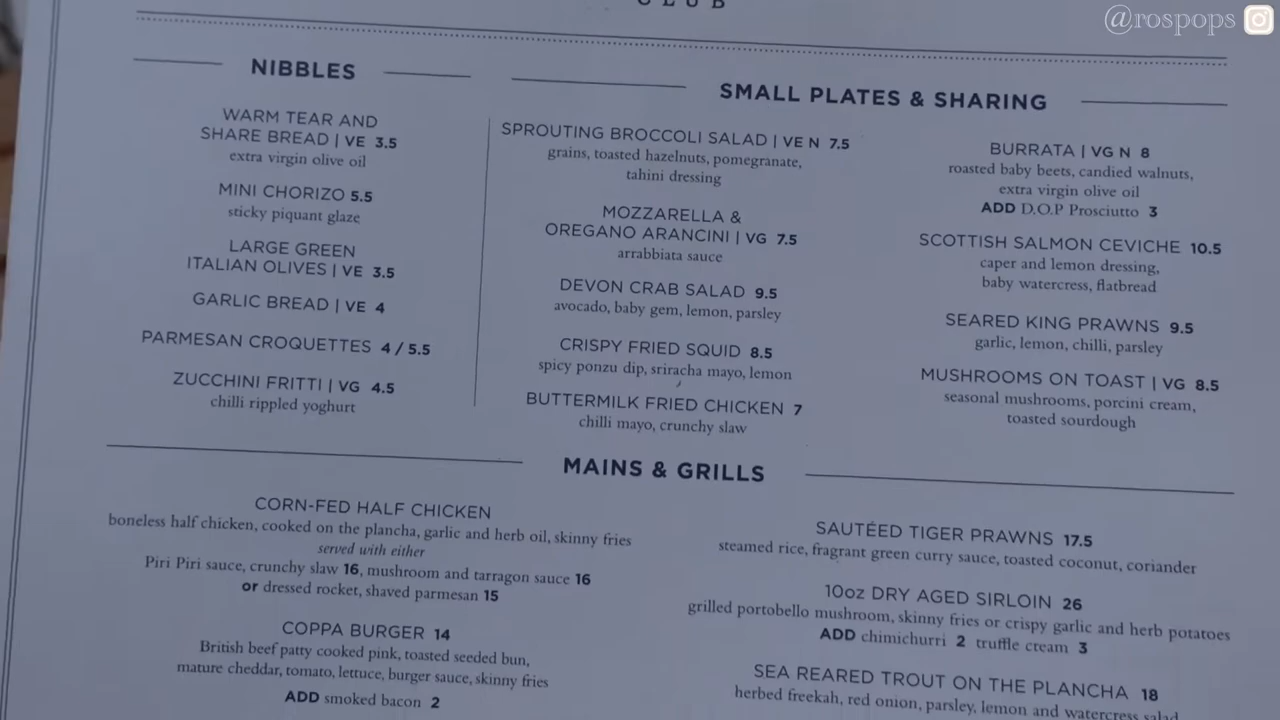 CLUB
@rospops
NIBBLES
WARM TEAR AND
SHARE BREAD | VE 3.5
extra virgin olive oil
MINI CHORIZO 5.5
sticky piquant glaze
LARGE GREEN
ITALIAN OLIVES | VE 3.5
GARLIC BREAD | VE 4
PARMESAN CROQUETTES 4 / 5.5
ZUCCHINI FRITTI | VG 4.5
chilli rippled yoghurt
SMALL PLATES & SHARING
SPROUTING BROCCOLI SALAD | VE N 7.5
grains, toasted hazelnuts, pomegranate,
tahini dressing
MOZZARELLA &
OREGANO ARANCINI | VG 7.5
arrabbiata sauce
DEVON CRAB SALAD 9.5
avocado, baby gem, lemon, parsley
CRISPY FRIED SQUID 8.5
spicy ponzu dip, sriracha mayo, lemon
BUTTERMILK FRIED CHICKEN 7
chilli mayo, crunchy slaw
BURRATA | VG N 8
roasted baby beets, candied walnuts,
extra virgin olive oil
ADD D.O.P Prosciutto 3
SCOTTISH SALMON CEVICHE 10.5
caper and lemon dressing,
baby watercress, flatbread
SEARED KING PRAWNS 9.5
garlic, lemon, chilli, parsley
MUSHROOMS ON TOAST | VG 8.5
seasonal mushrooms, porcini cream,
toasted sourdough
MAINS & GRILLS
CORN-FED HALF CHICKEN
boneless half chicken, cooked on the plancha, garlic and herb oil, skinny fries
served with either
Piri Piri sauce, crunchy slaw 16, mushroom and tarragon sauce 16
or dressed rocket, shaved parmesan 15
COPPA BURGER 14
British beef patty cooked pink, toasted seeded bun,
mature cheddar, tomato, lettuce, burger sauce, skinny fries
ADD smoked bacon 2
SAUTÉED TIGER PRAWNS 17.5
steamed rice, fragrant green curry sauce, toasted coconut, coriander
10oz DRY AGED SIRLOIN 26
grilled portobello mushroom, skinny fries or crispy garlic and herb potatoes
ADD chimichurri 2 truffle cream 3
SEA REARED TROUT ON THE PLANCHA 18
herbed freekah, red onion, parsley, lemon and watercress salad